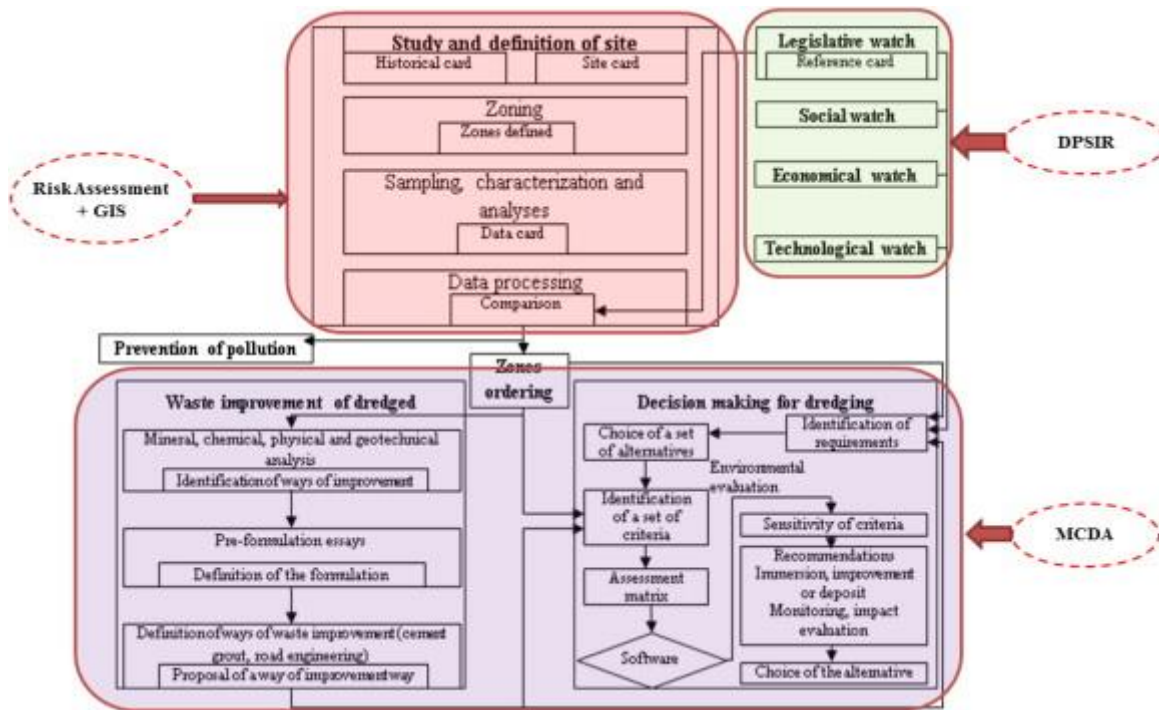 Study and definition of site
Historical card
Site card
Zoning
Zones defined
Sampling, characterization and
analyses
Data card
Data processing
Comparison
Legislative watch
Reference card
Social watch
Economical watch
Technological watch
DPSIR
Risk Assessment
+ GIS
Prevention of pollution
Zones
ordering
Waste improvement of dredged
Mineral, chemical, physical and geotechnical
analysis
Identification of ways of improvement
Pre-formulation essays
Definition of the formulation
Definition of ways of waste improvement (cement
grout, road engineering)
Proposal of a way of improvement way
Decision making for dredging
Identification of
requirements
Choice of a set
of alternatives
Environmental
evaluation
Identification
of a set of
criteria
Assessment
matrix
Software
Sensitivity of criteria
Recommendations
Immersion, improvement
or deposit
Monitoring, impact
evaluation
Choice of the alternative
MCDA